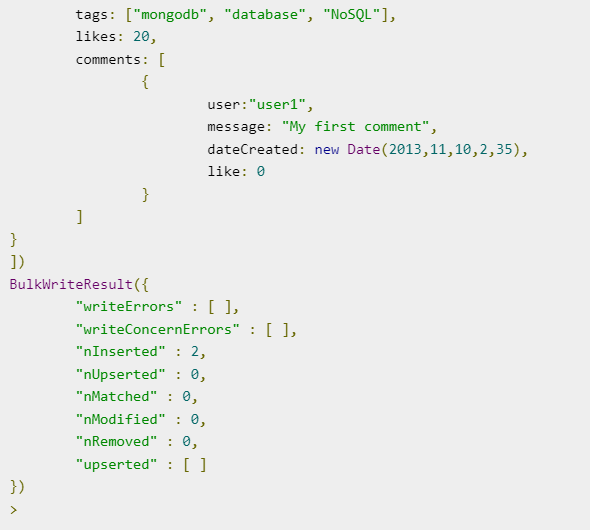 tags: ["mongodb", "database", "NoSQL"],
likes: 20,
comments: [
{
user:"user1",
message: "My first comment",
dateCreated: new Date(2013,11,10,2,35),
like: 0
}
]
}
])
BulkWriteResult({
"writeErrors" : [ ],
"writeConcernErrors" : [ ],
"nInserted" : 2,
"nUpserted" : 0,
"nMatched" : 0,
"nModified" : 0,
"nRemoved" : 0,
"upserted" : [ ]
})
>